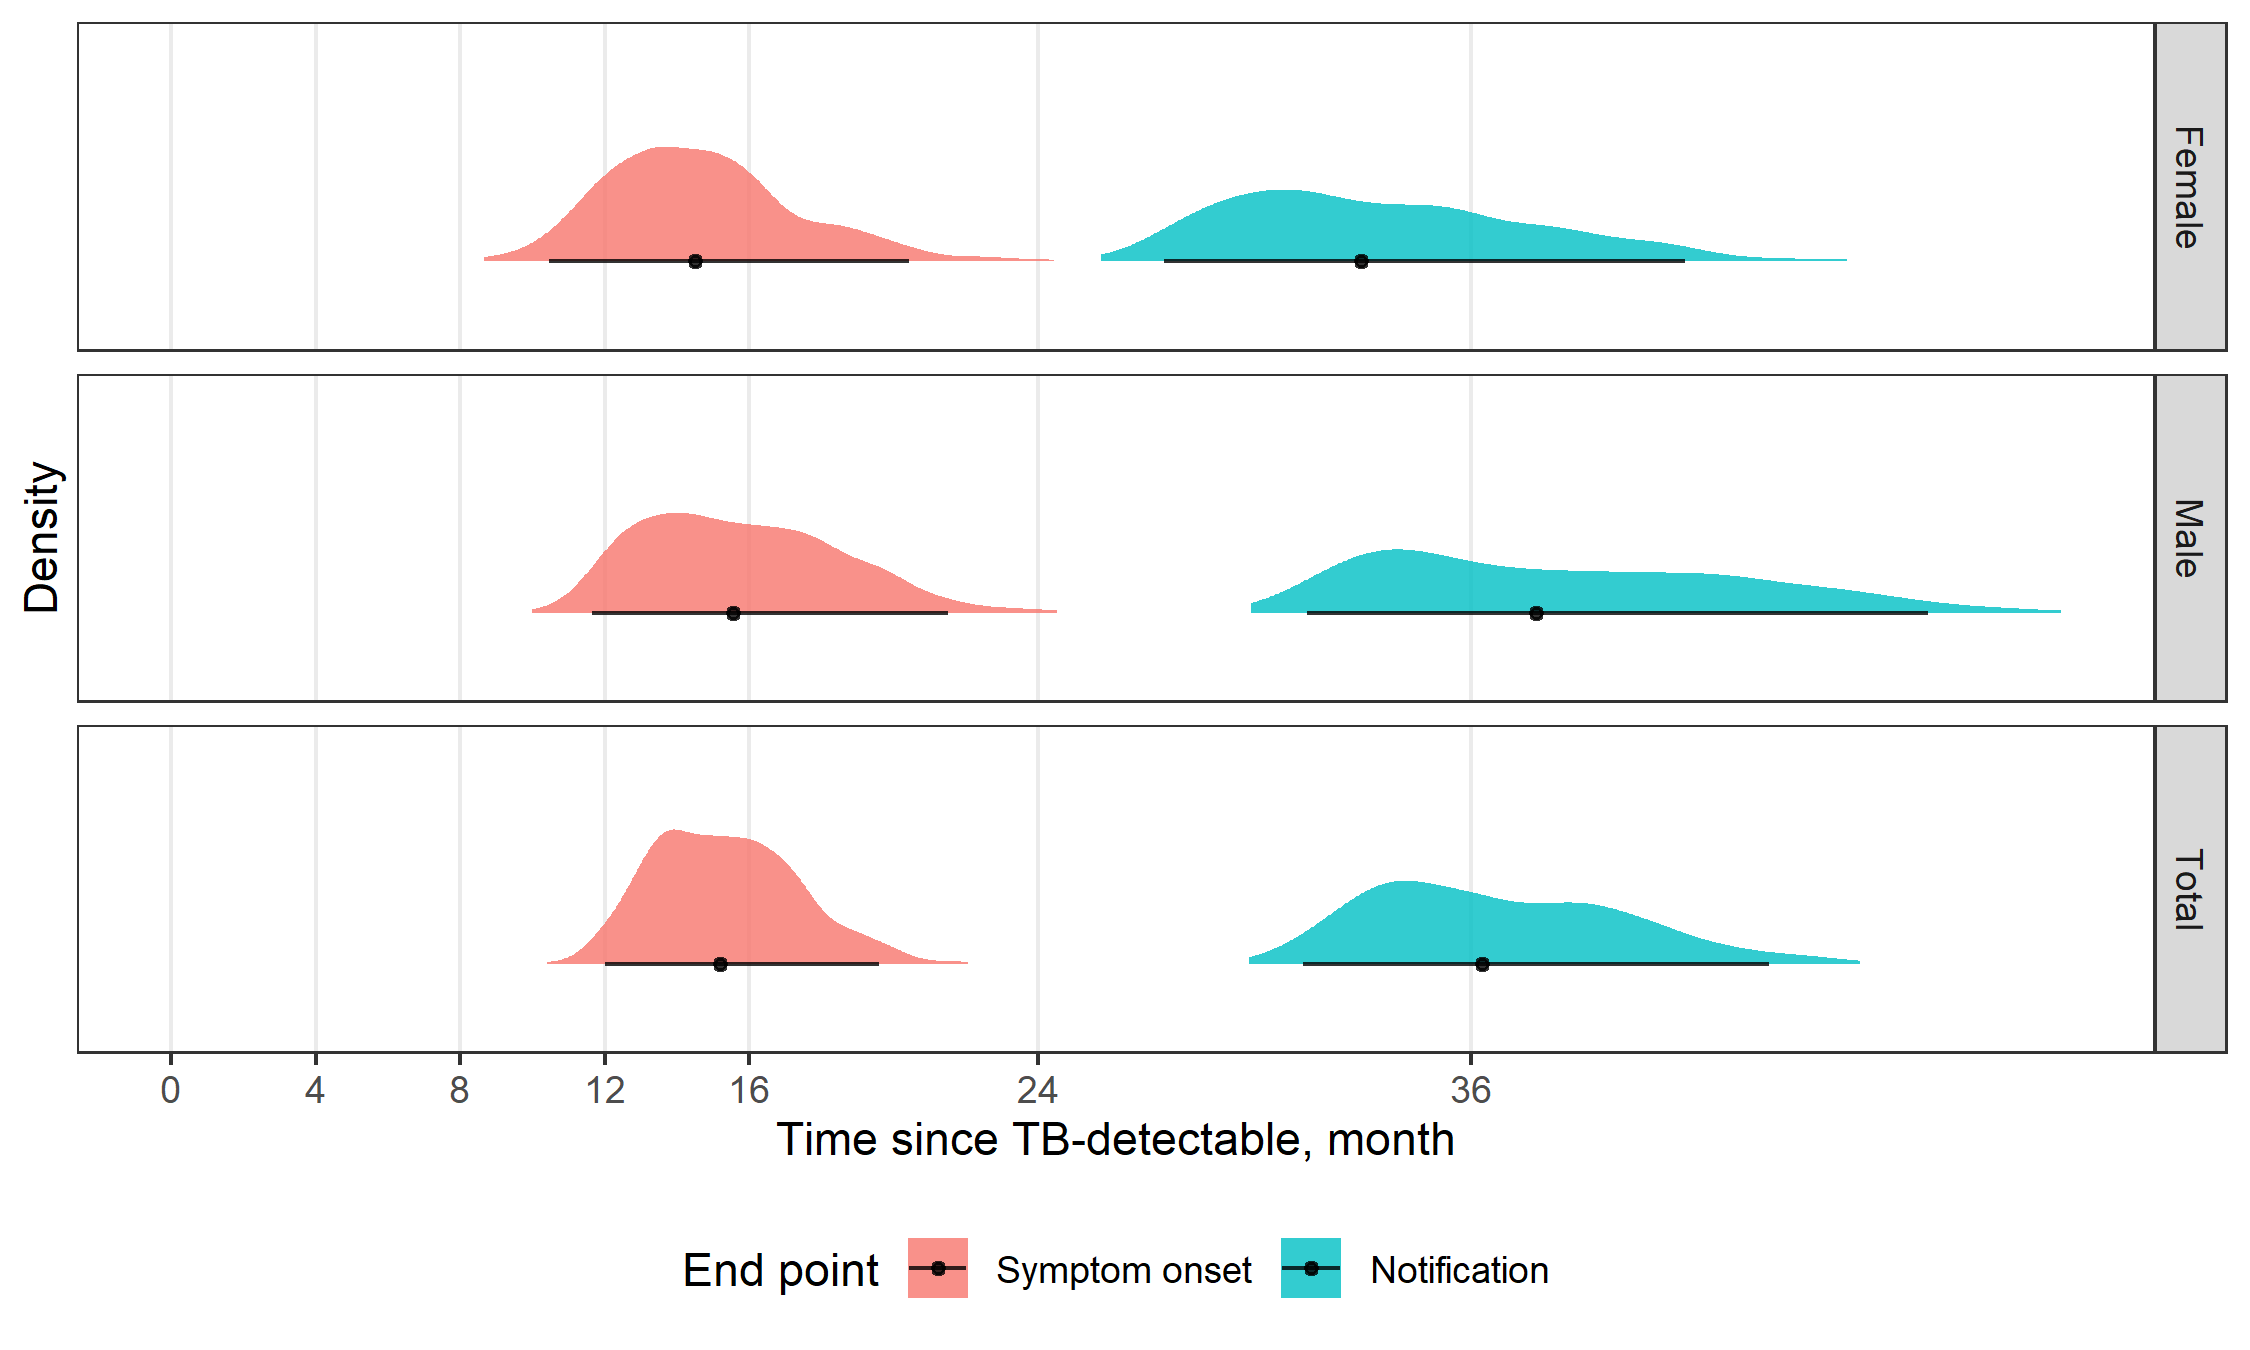 Female
Male
Total
Density
0 4 8 12 16 24 36
Time since TB-detectable, month
End point Symptom onset Notification